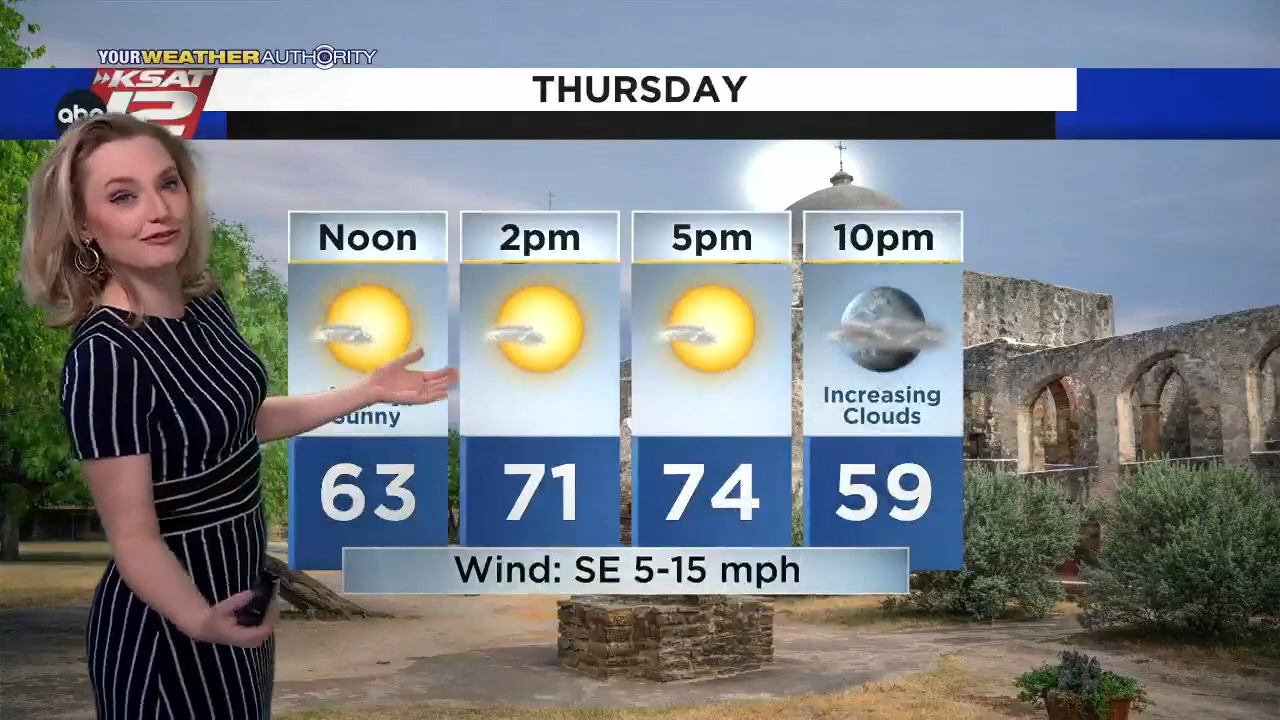 YOURWEATHERAUTHORITY
KSAT
abc
12
THURSDAY
Noon
2pm
5pm
10pm
Sunny
Increasing
Clouds
63
71
74
59
Wind: SE 5-15 mph